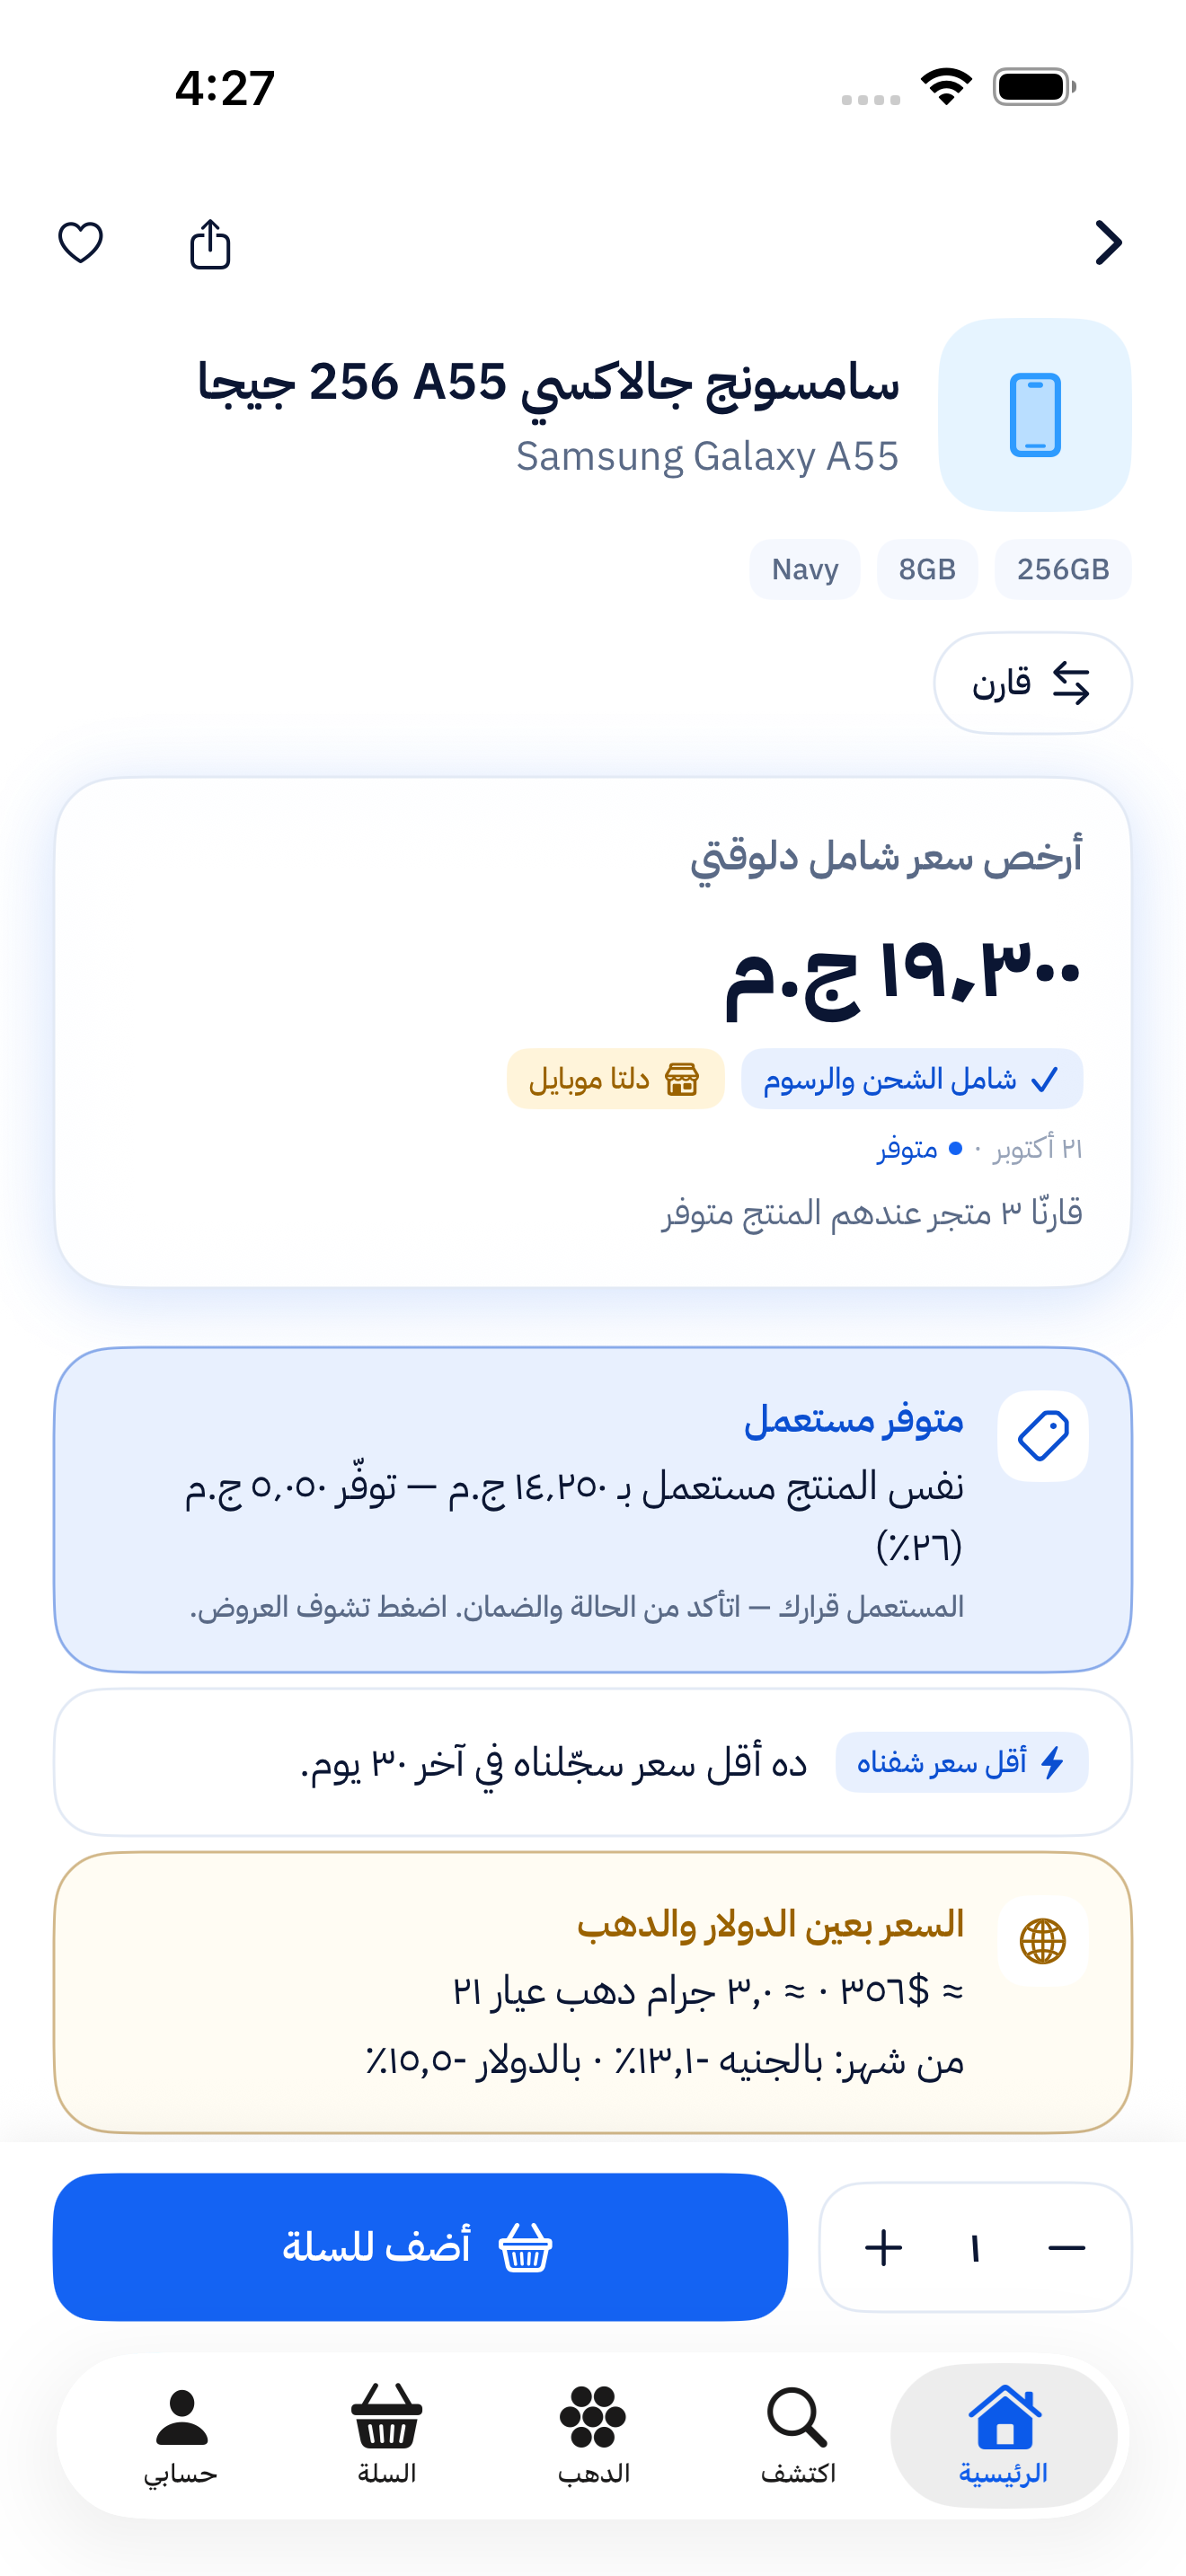 4:27
سامسونج جالاكسي A55 256 جيجا
Samsung Galaxy A55
256GB
8GB
Navy
قارن
أرخص سعر شامل دلوقتي
١٩٬٣٠٠ ج.م
شامل الشحن والرسوم
دلتا موبايل
٢١ أكتوبر · متوفر
قارنّا ٣ متجر عندهم المنتج متوفر
متوفر مستعمل
نفس المنتج مستعمل بـ ١٤٬٢٥٠ ج.م — توفّر ٥٬٠٥٠ ج.م
(٢٦٪)
المستعمل قرارك — اتأكد من الحالة والضمان. اضغط تشوف العروض.
أقل سعر شفناه
ده أقل سعر سجّلناه في آخر ٣٠ يوم.
السعر بعين الدولار والدهب
≈ $٣٥٦ · ≈ ٣٫٠ جرام دهب عيار ٢١
من شهر: بالجنيه -١٣٫١٪ · بالدولار -١٥٫٥٪
١
أضف للسلة
الرئيسية
اكتشف
الدهب
السلة
حسابي